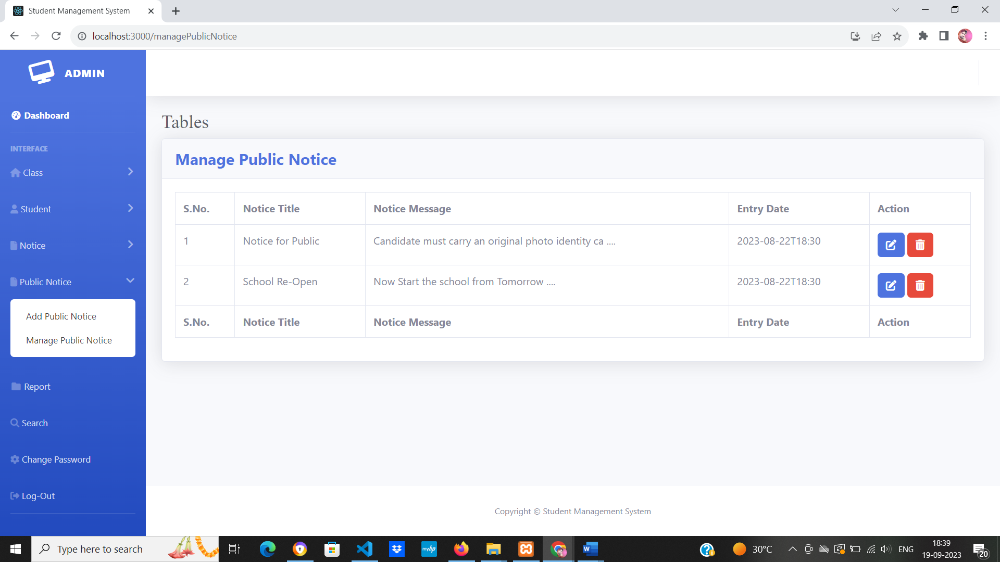 Student Management System
localhost:3000/managePublicNotice
ADMIN
Dashboard
INTERFACE
Class
Student
Notice
Public Notice
Add Public Notice
Manage Public Notice
Report
Search
Change Password
Log-Out
Tables
Manage Public Notice
S.No. Notice Title Notice Message Entry Date Action
1 Notice for Public Candidate must carry an original photo identity ca .... 2023-08-22T18:30
2 School Re-Open Now Start the school from Tomorrow .... 2023-08-22T18:30
S.No. Notice Title Notice Message Entry Date Action
Copyright © Student Management System
Type here to search
myhp
W
30°C
ENG
18:39
19-09-2023
20